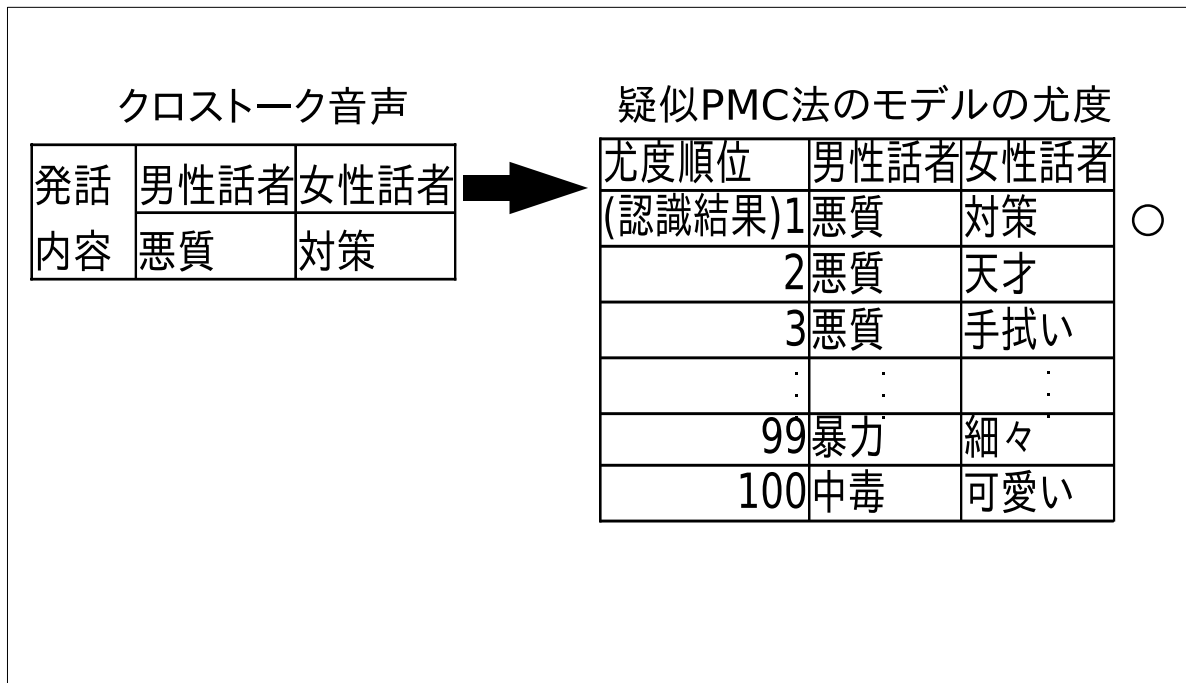 クロストーク音声
発話 男性話者 女性話者
内容 悪質 対策
疑似PMC法のモデルの尤度
尤度順位 男性話者 女性話者
(認識結果)1 悪質 対策 ○
2 悪質 天才
3 悪質 手拭い
: : :
99 暴力 細々
100 中毒 可愛い